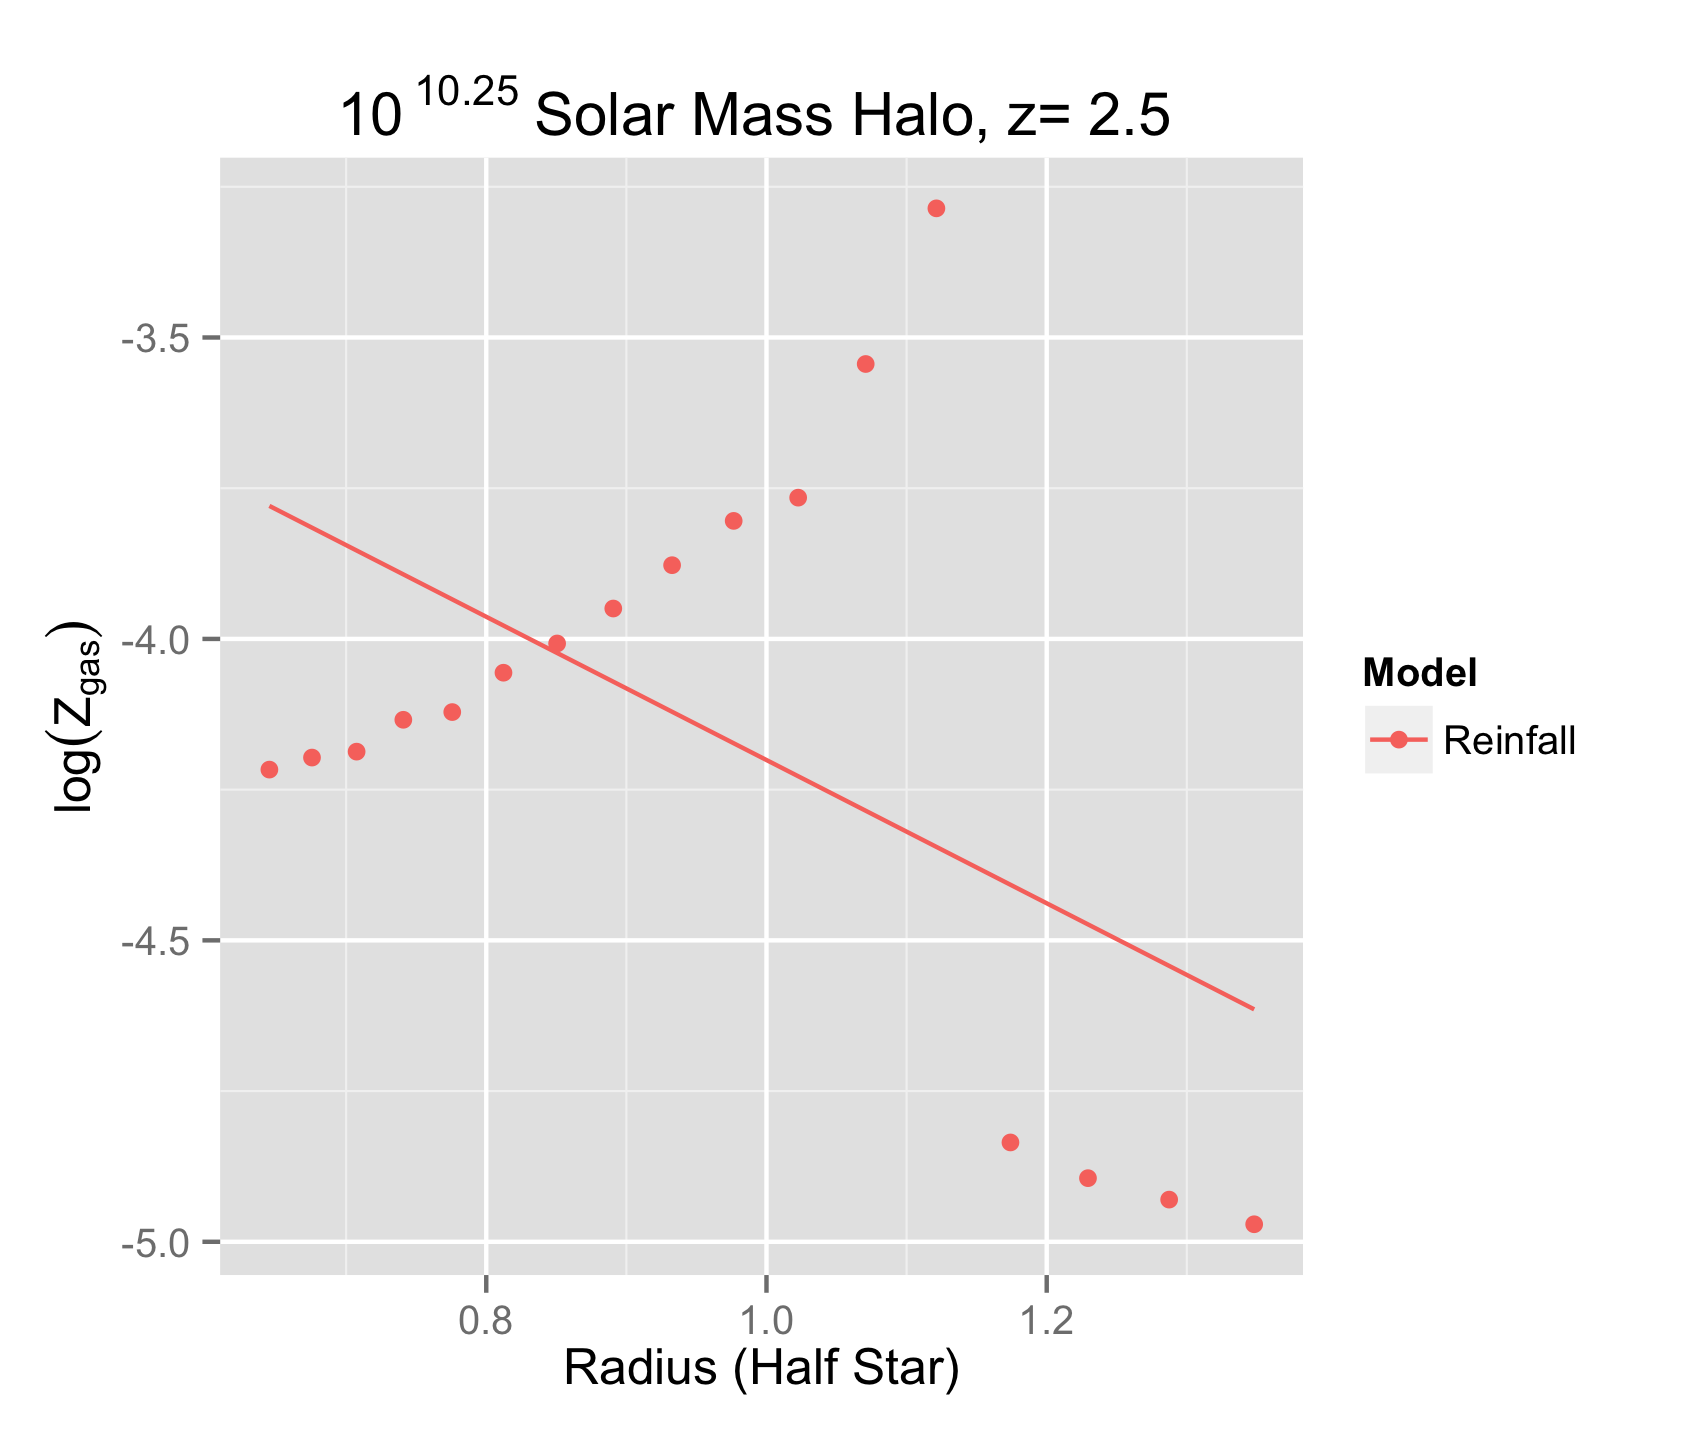 10 10.25 Solar Mass Halo, z= 2.5
-3.5
-4.0
-4.5
-5.0
log(Zgas)
0.8 1.0 1.2
Radius (Half Star)
Model
Reinfall